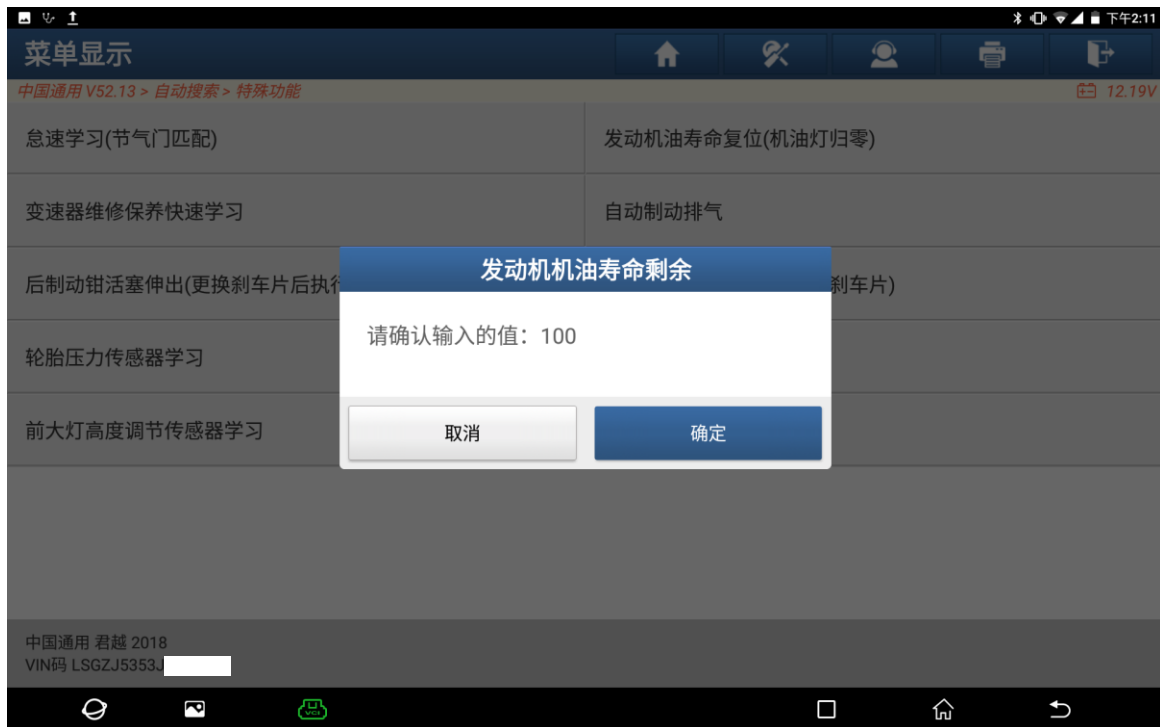 下午2:11
菜单显示
中国通用 V52.13 > 自动搜索 > 特殊功能
12.19V
怠速学习(节气门匹配)
发动机油寿命复位(机油灯归零)
变速器维修保养快速学习
自动制动排气
后制动钳活塞伸出(更换刹车片后执行
刹车片)
发动机机油寿命剩余
请确认输入的值：100
轮胎压力传感器学习
前大灯高度调节传感器学习
取消
确定
中国通用 君越 2018
VIN码 LSGZJ5353J
VCI